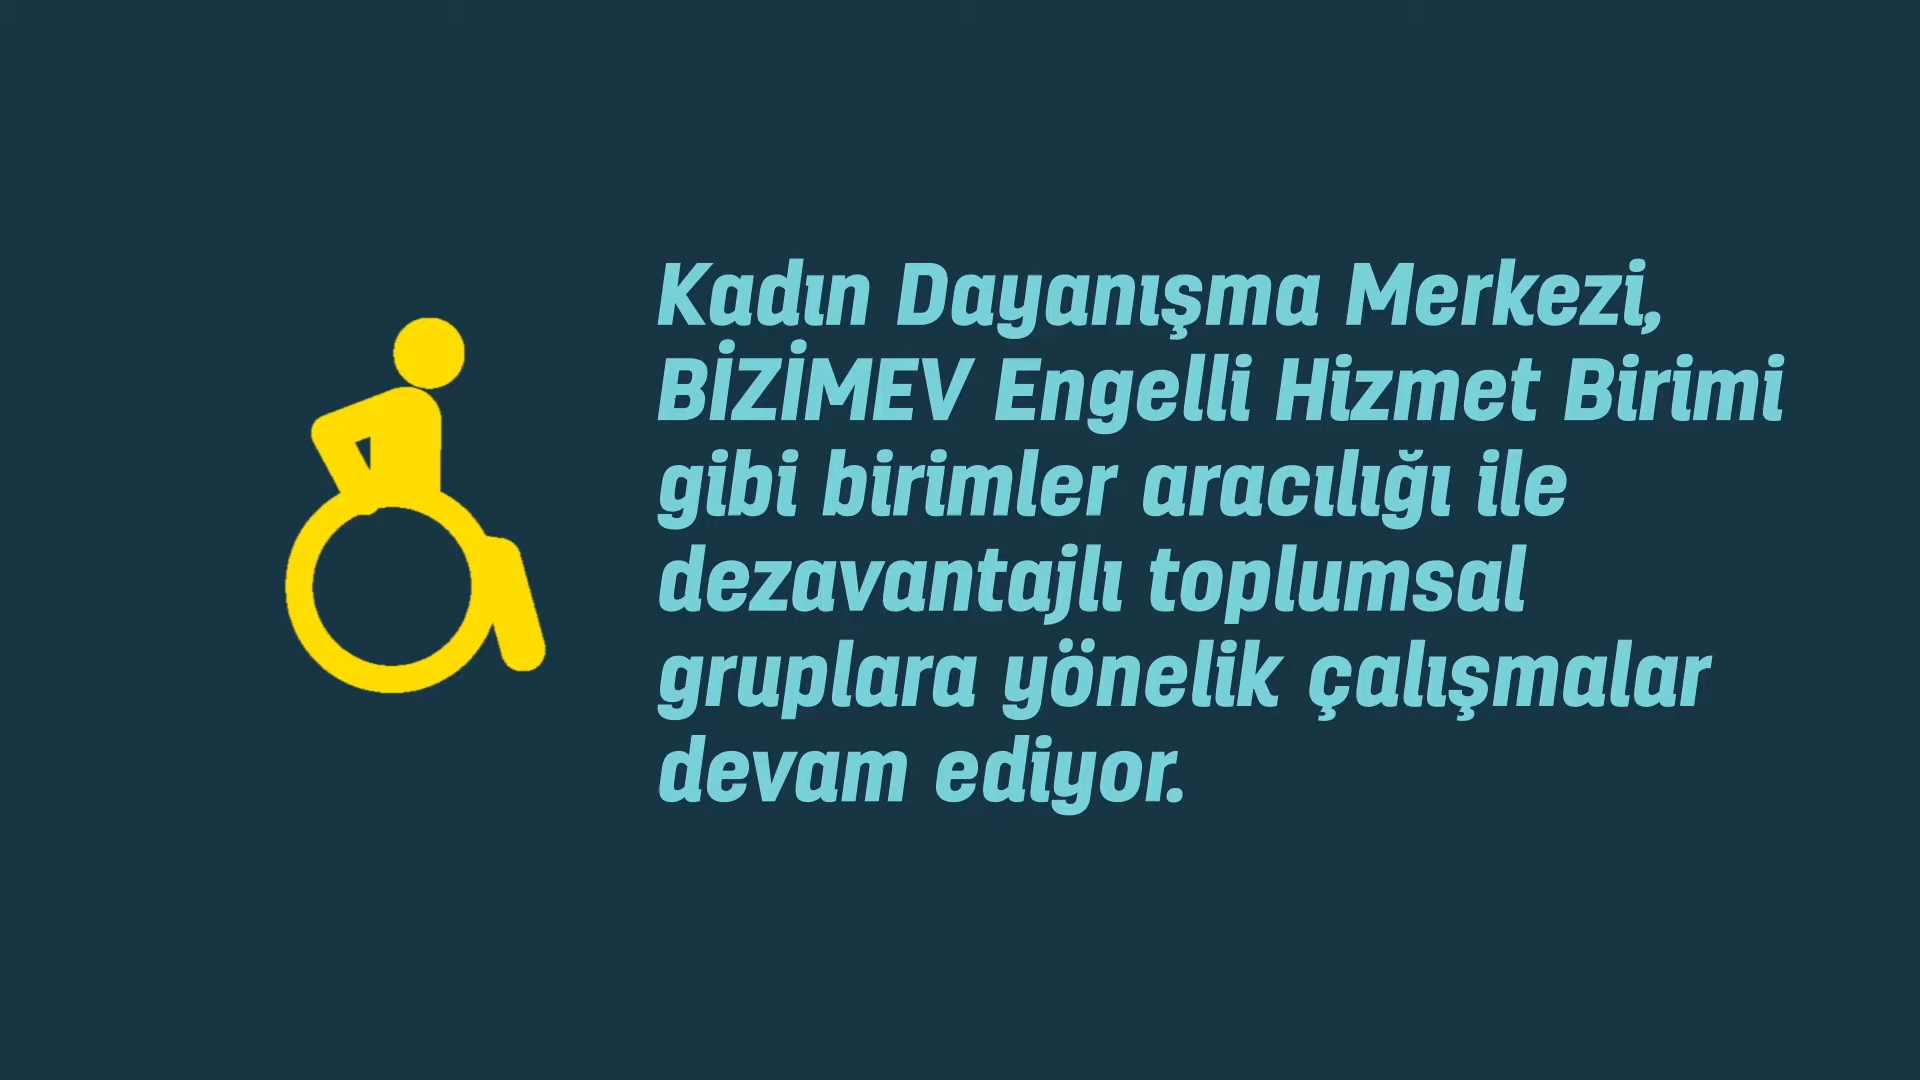 Kadın Dayanışma Merkezi,
BİZİMEV Engelli Hizmet Birimi
gibi birimler aracılığı ile
dezavantajlı toplumsal
gruplara yönelik çalışmalar
devam ediyor.